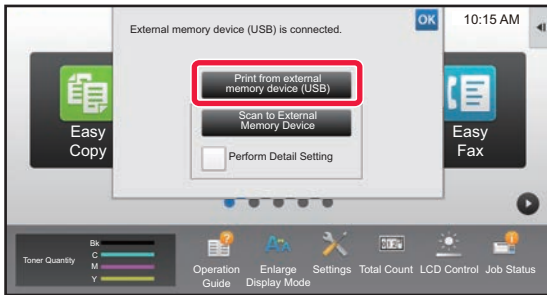 External memory device (USB) is connected.
OK
10:15 AM
Print from external
memory device (USB)
Scan to External
Memory Device
Perform Detail Setting
Easy
Copy
Easy
Fax
Toner Quantity
Bk
C
M
Y
Operation
Guide
Enlarge
Display Mode
Settings
Total Count
LCD Control
Job Status